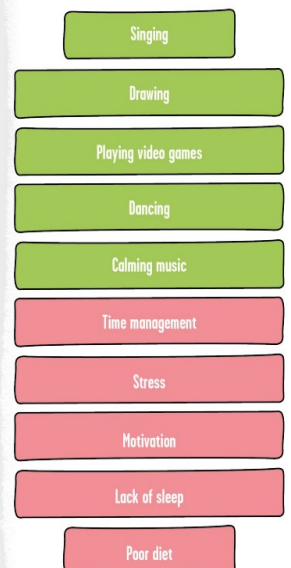 Singing
Drawing
Playing video games
Dancing
Calming music
Time management
Stress
Motivation
Lack of sleep
Poor diet